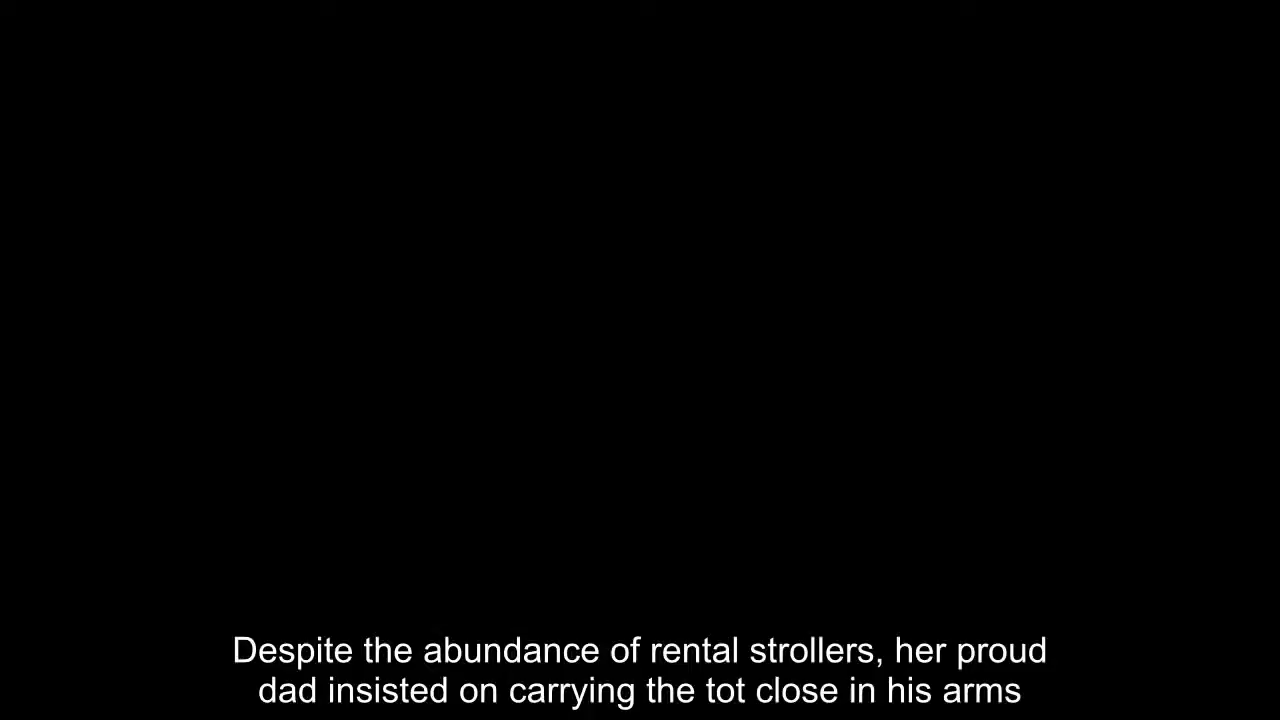 Despite the abundance of rental strollers, her proud
dad insisted on carrying the tot close in his arms